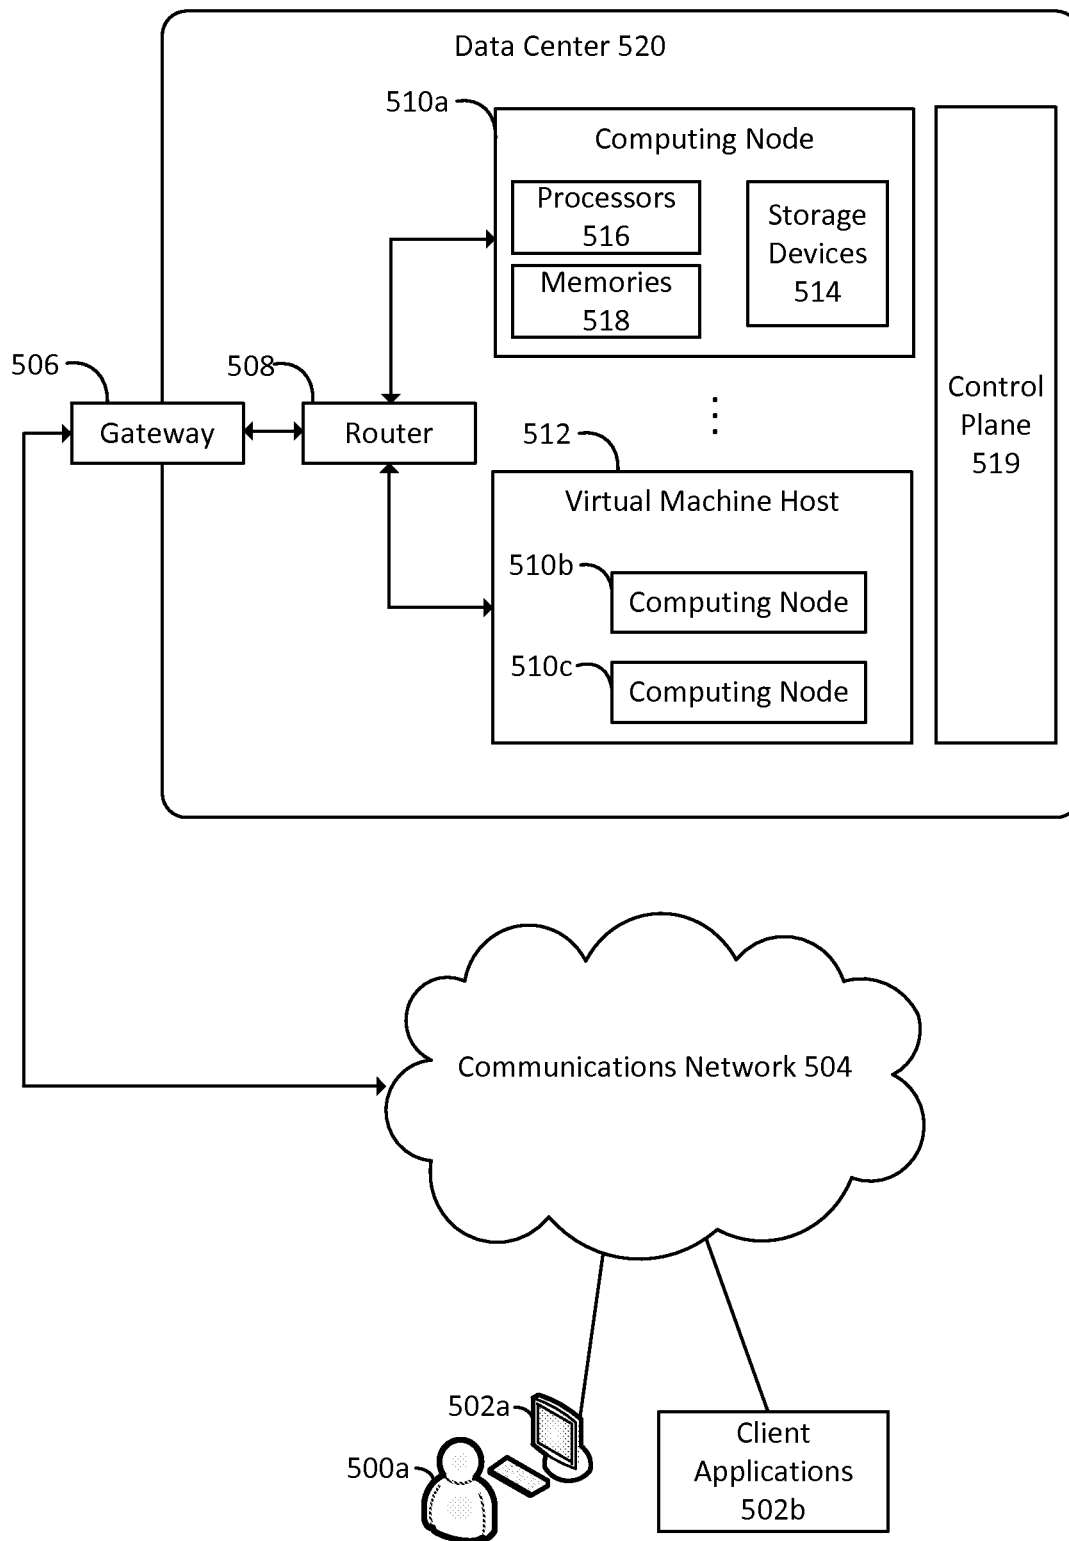 Data Center 520
510a
Computing Node
Processors
516
Memories
518
Storage
Devices
514
Control
Plane
519
506
Gateway
508
Router
512
Virtual Machine Host
510b
Computing Node
510c
Computing Node
Communications Network 504
502a
500a
Client
Applications
502b